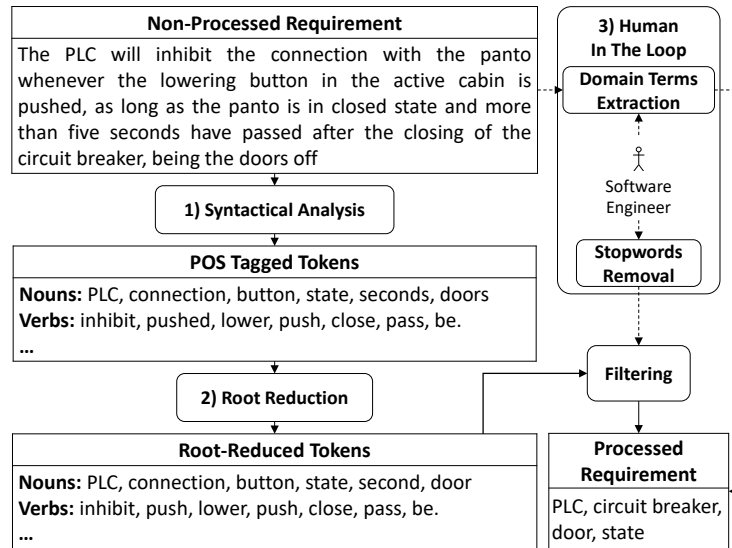 Non-Processed Requirement
The PLC will inhibit the connection with the panto
whenever the lowering button in the active cabin is
pushed, as long as the panto is in closed state and more
than five seconds have passed after the closing of the
circuit breaker, being the doors off
1) Syntactical Analysis
POS Tagged Tokens
Nouns: PLC, connection, button, state, seconds, doors
Verbs: inhibit, pushed, lower, push, close, pass, be.
...
2) Root Reduction
Root-Reduced Tokens
Nouns: PLC, connection, button, state, second, door
Verbs: inhibit, push, lower, push, close, pass, be.
...
3) Human
In The Loop
Domain Terms
Extraction
Software
Engineer
Stopwords
Removal
Filtering
Processed
Requirement
PLC, circuit breaker,
door, state